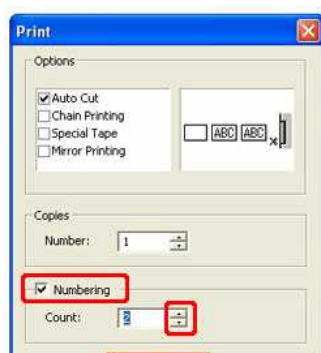 Print
Options
Auto Cut
Chain Printing
Special Tape
Mirror Printing
ABC ABC
Copies
Number: 1
Numbering
Count: 2